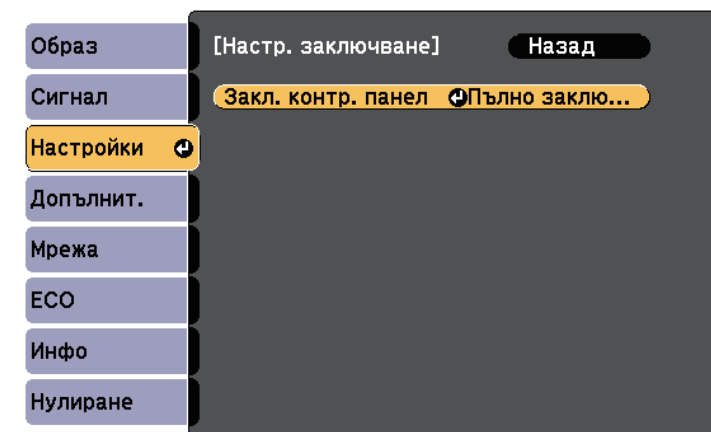 Образ
Сигнал
Настройки
Допълнит.
Мрежа
ECO
Инфо
Нулиране
[Настр. заключване] Назад
Закл. контр. панел Пълно заклю...